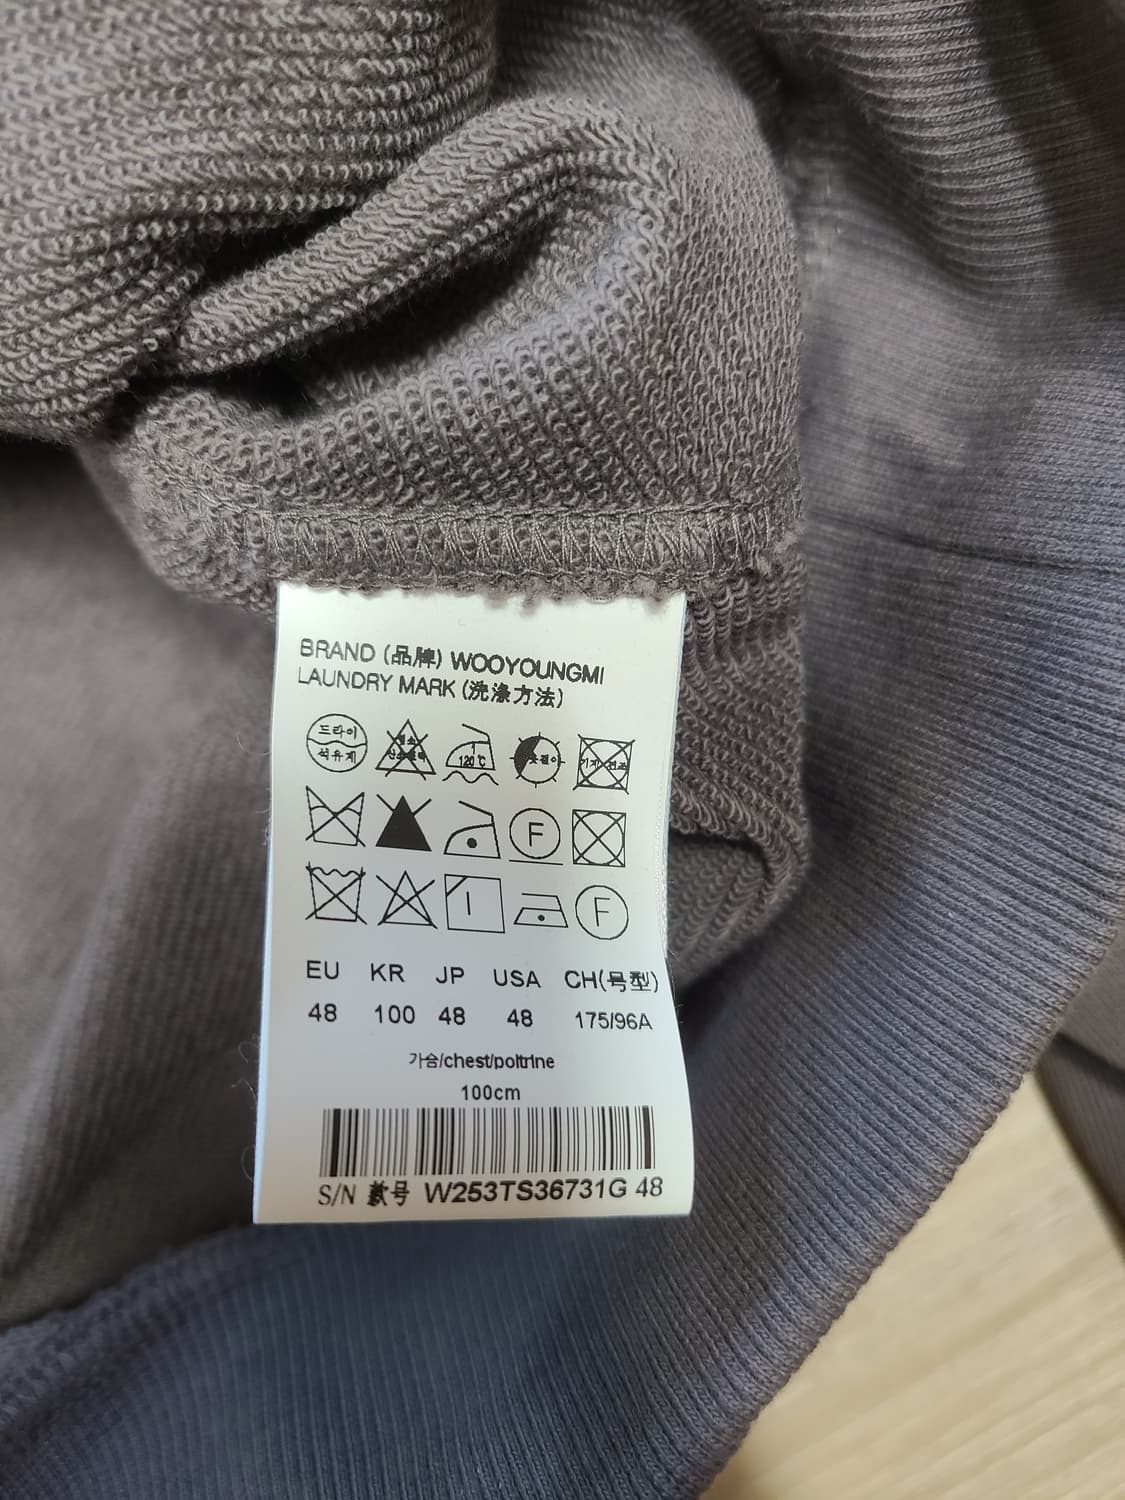 BRAND (品牌) WOOYOUNGMI
LAUNDRY MARK (洗涤方法)
드라이
석유계
120℃
F
F
EU KR JP USA CH(号型)
48 100 48 48 175/96A
가슴/chest/poitrine
100cm
S/N 款号 W253TS36731G 48